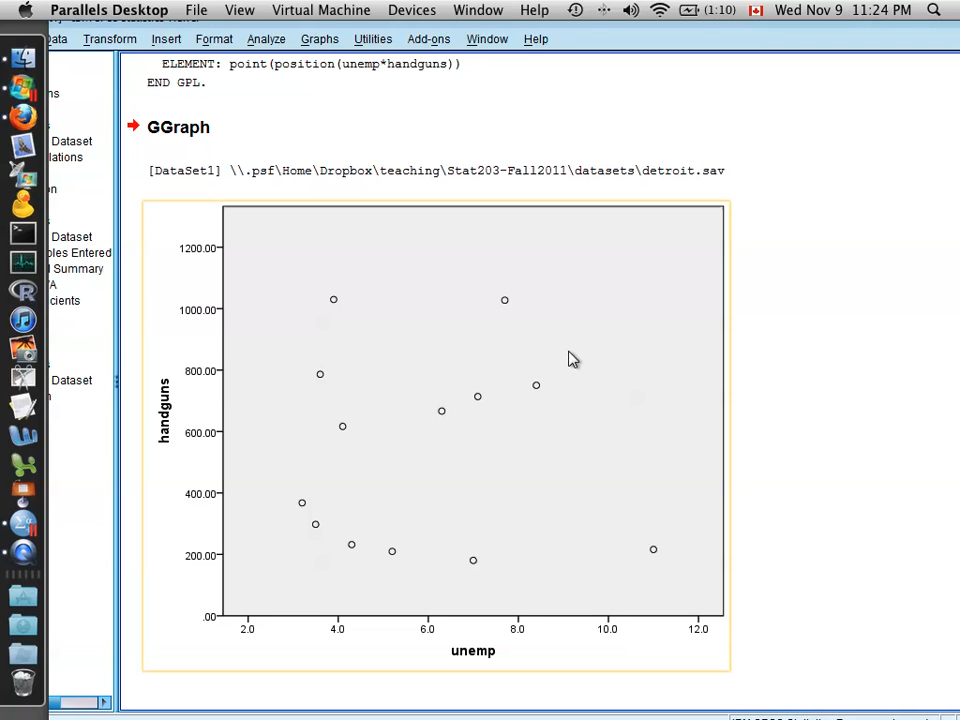 Parallels Desktop File View Virtual Machine Devices Window Help (1:10) Wed Nov 9 11:24 PM
Data Transform Insert Format Analyze Graphs Utilities Add-ons Window Help
ELEMENT: point(position(unemp*handguns))
END GPL.
GGraph
[DataSet1] \\.psf\Home\Dropbox\teaching\Stat203-Fall2011\datasets\detroit.sav
Dataset
Dataset
Summary
Dataset
1200.00
1000.00
800.00
600.00
400.00
200.00
.00
handguns
2.0 4.0 6.0 8.0 10.0 12.0
unemp